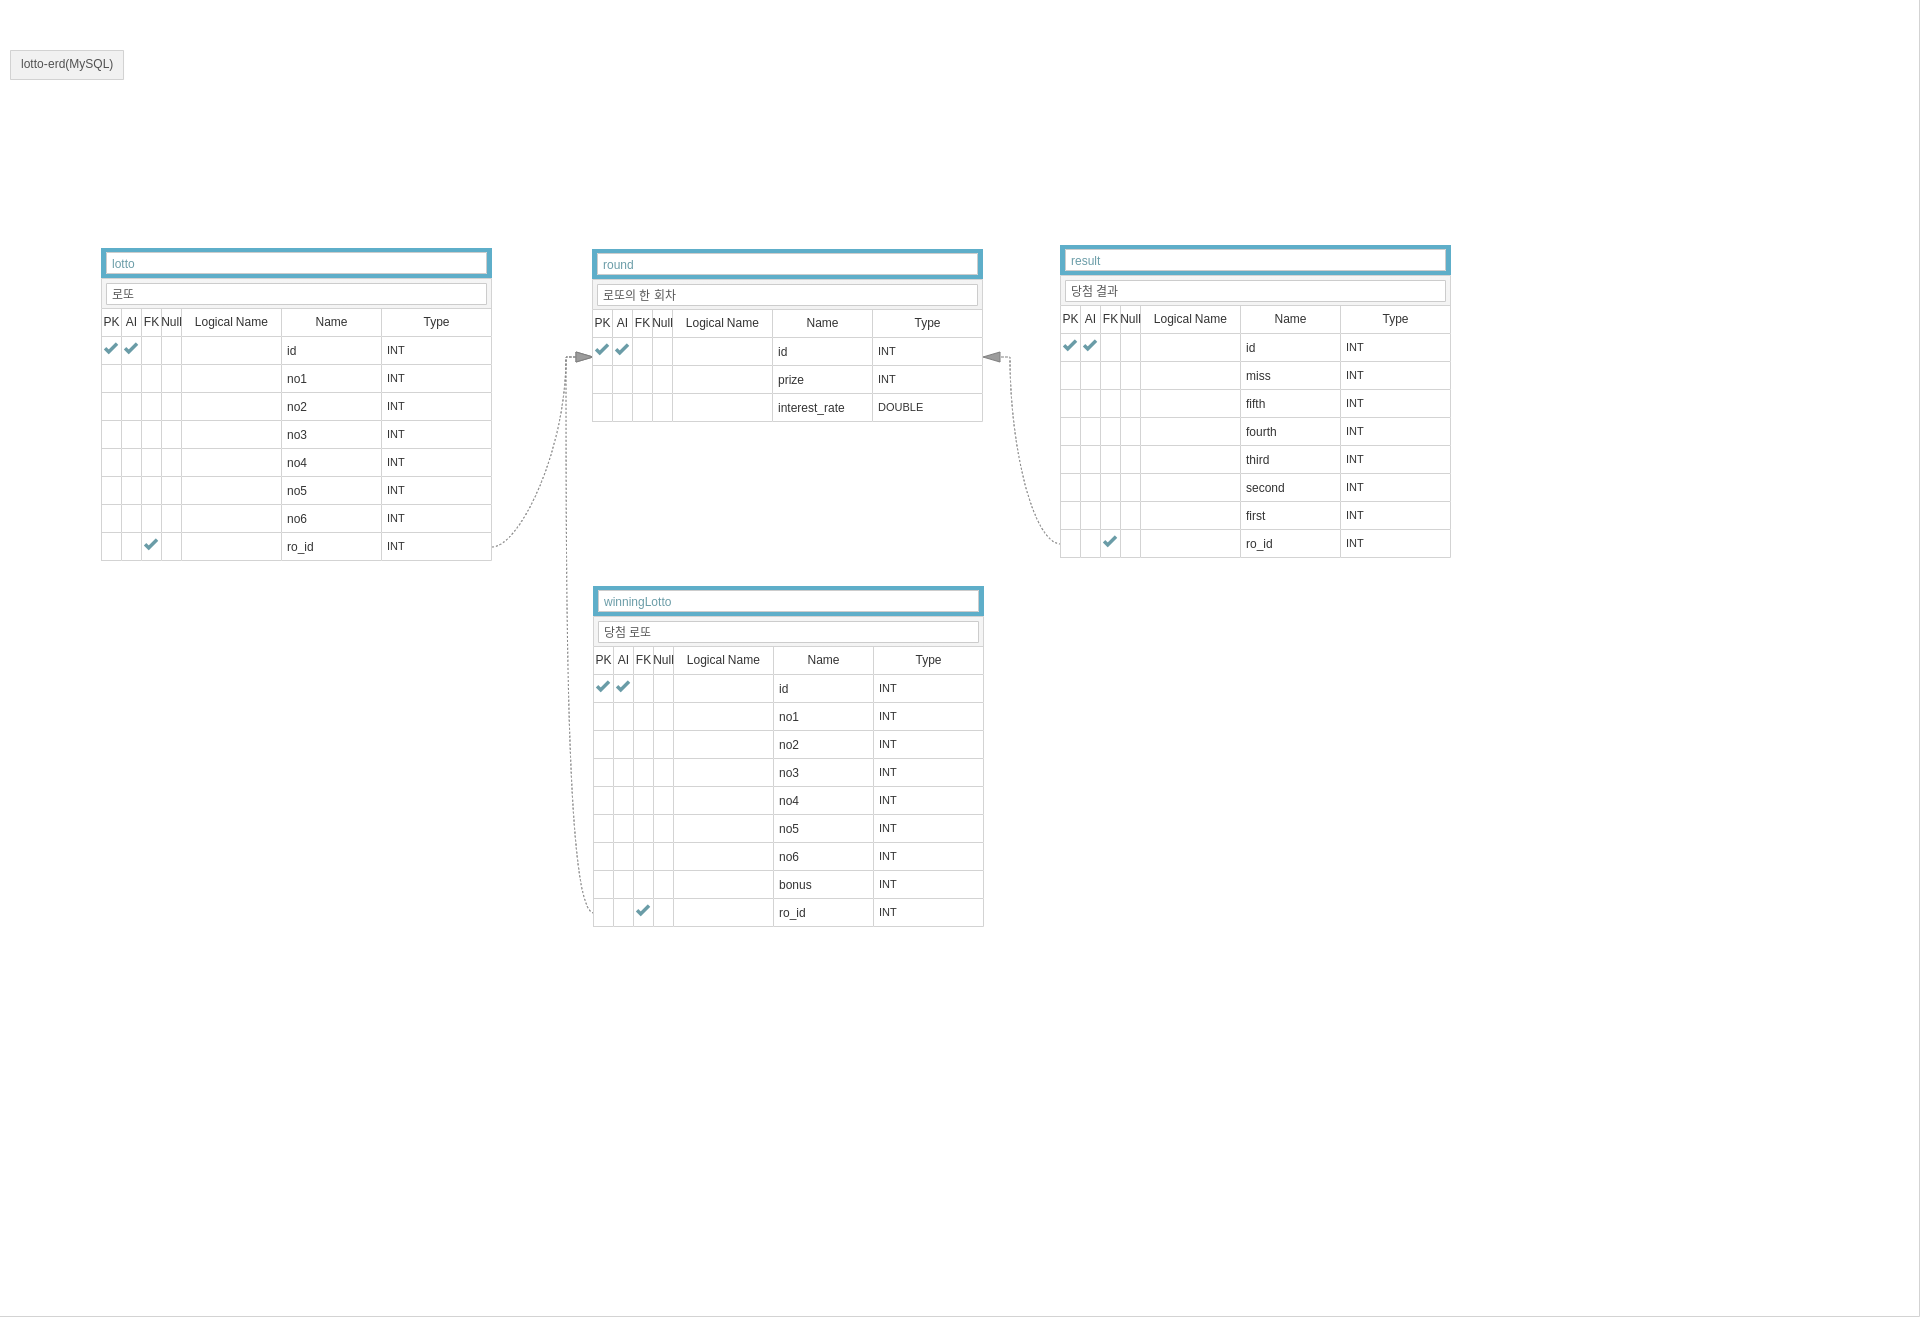 lotto-erd(MySQL)
lotto
로또
PK AI FK Null Logical Name Name Type
id INT
no1 INT
no2 INT
no3 INT
no4 INT
no5 INT
no6 INT
ro_id INT
round
로또의 한 회차
PK AI FK Null Logical Name Name Type
id INT
prize INT
interest_rate DOUBLE
result
당첨 결과
PK AI FK Null Logical Name Name Type
id INT
miss INT
fifth INT
fourth INT
third INT
second INT
first INT
ro_id INT
winningLotto
당첨 로또
PK AI FK Null Logical Name Name Type
id INT
no1 INT
no2 INT
no3 INT
no4 INT
no5 INT
no6 INT
bonus INT
ro_id INT